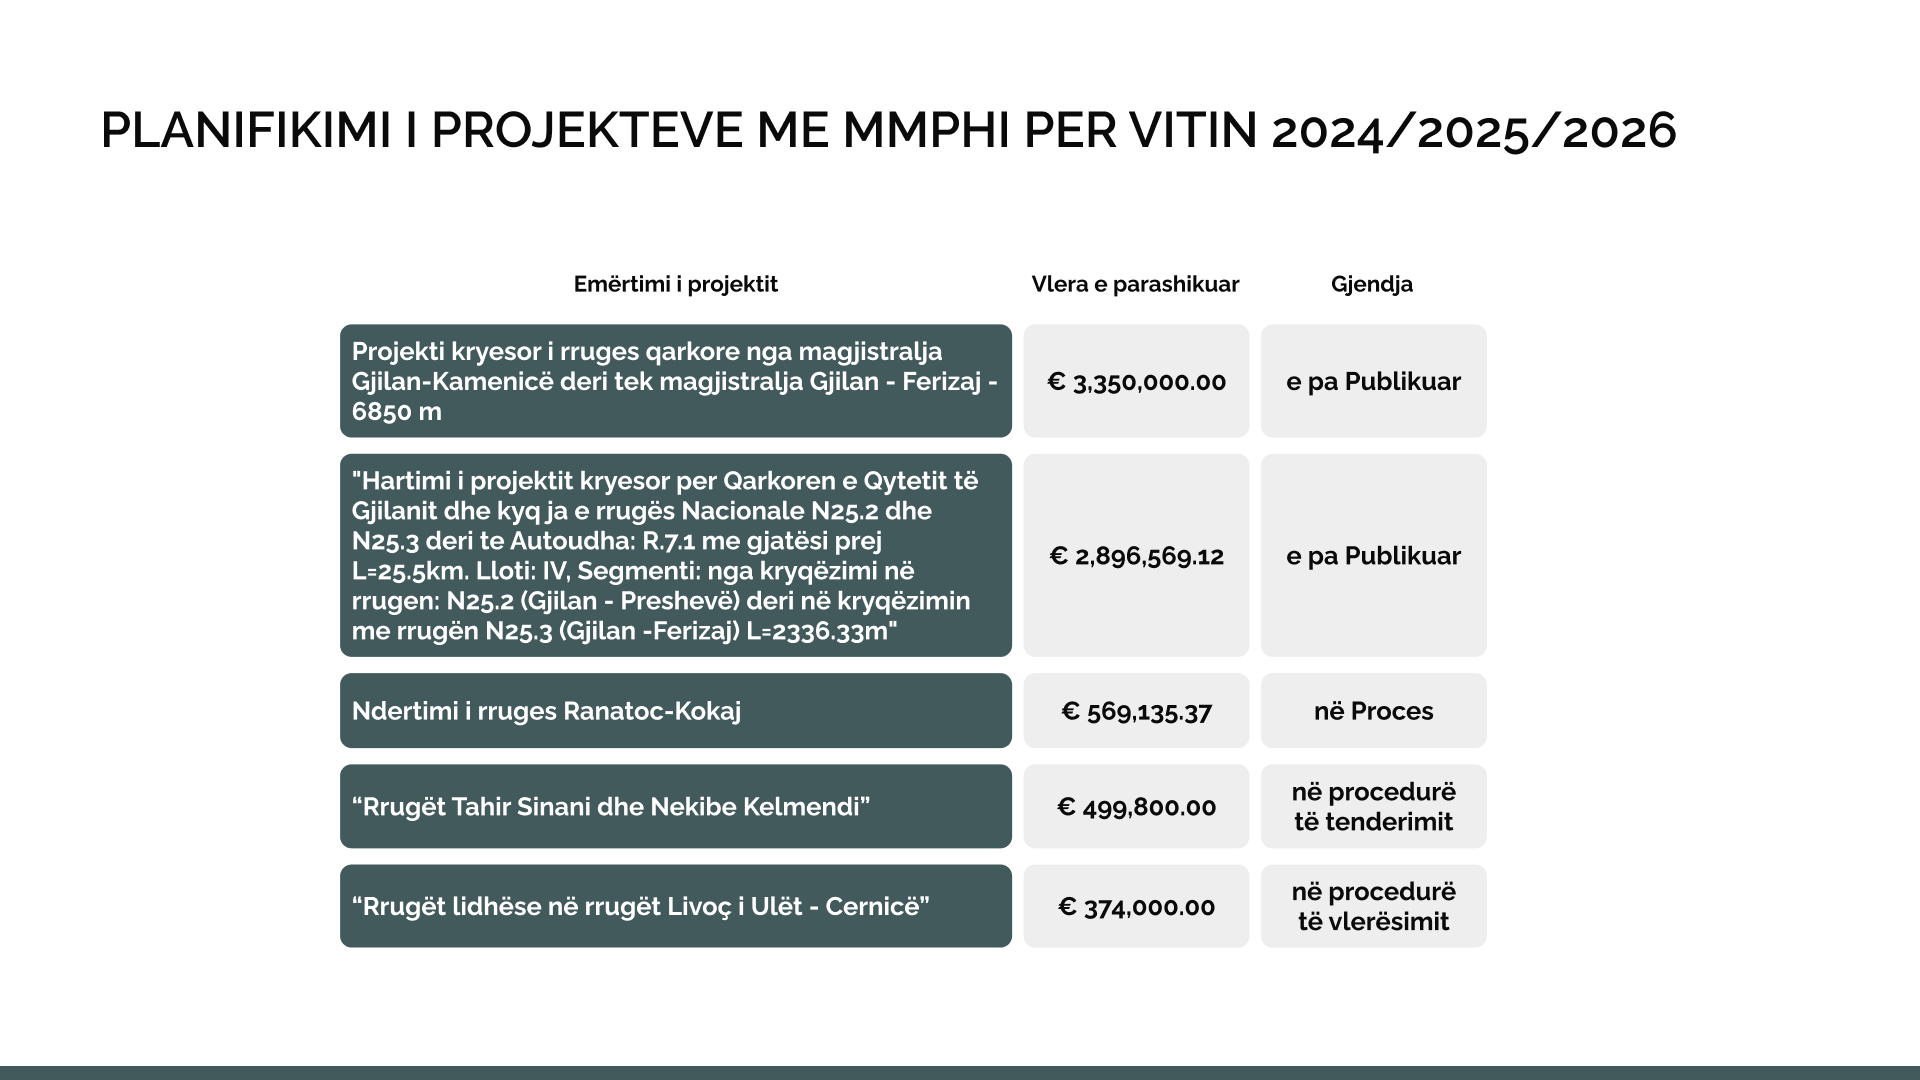 PLANIFIKIMI I PROJEKTEVE ME MMPHI PER VITIN 2024/2025/2026
Emërtimi i projektit
Vlera e parashikuar
Gjendja
Projekti kryesor i rruges qarkore nga magjistralja
Gjilan-Kamenicë deri tek magjistralja Gjilan - Ferizaj -
6850 m
€ 3,350,000.00
e pa Publikuar
"Hartimi i projektit kryesor per Qarkoren e Qytetit të
Gjilanit dhe kyq ja e rrugës Nacionale N25.2 dhe
N25.3 deri te Autoudha: R.7.1 me gjatësi prej
L=25.5km. Lloti: IV, Segmenti: nga kryqëzimi në
rrugen: N25.2 (Gjilan - Preshevë) deri në kryqëzimin
me rrugën N25.3 (Gjilan -Ferizaj) L=2336.33m"
€ 2,896,569.12
e pa Publikuar
Ndertimi i rruges Ranatoc-Kokaj
€ 569,135.37
në Proces
“Rrugët Tahir Sinani dhe Nekibe Kelmendi”
€ 499,800.00
në procedurë
të tenderimit
“Rrugët lidhëse në rrugët Livoç i Ulët - Cernicë”
€ 374,000.00
në procedurë
të vlerësimit